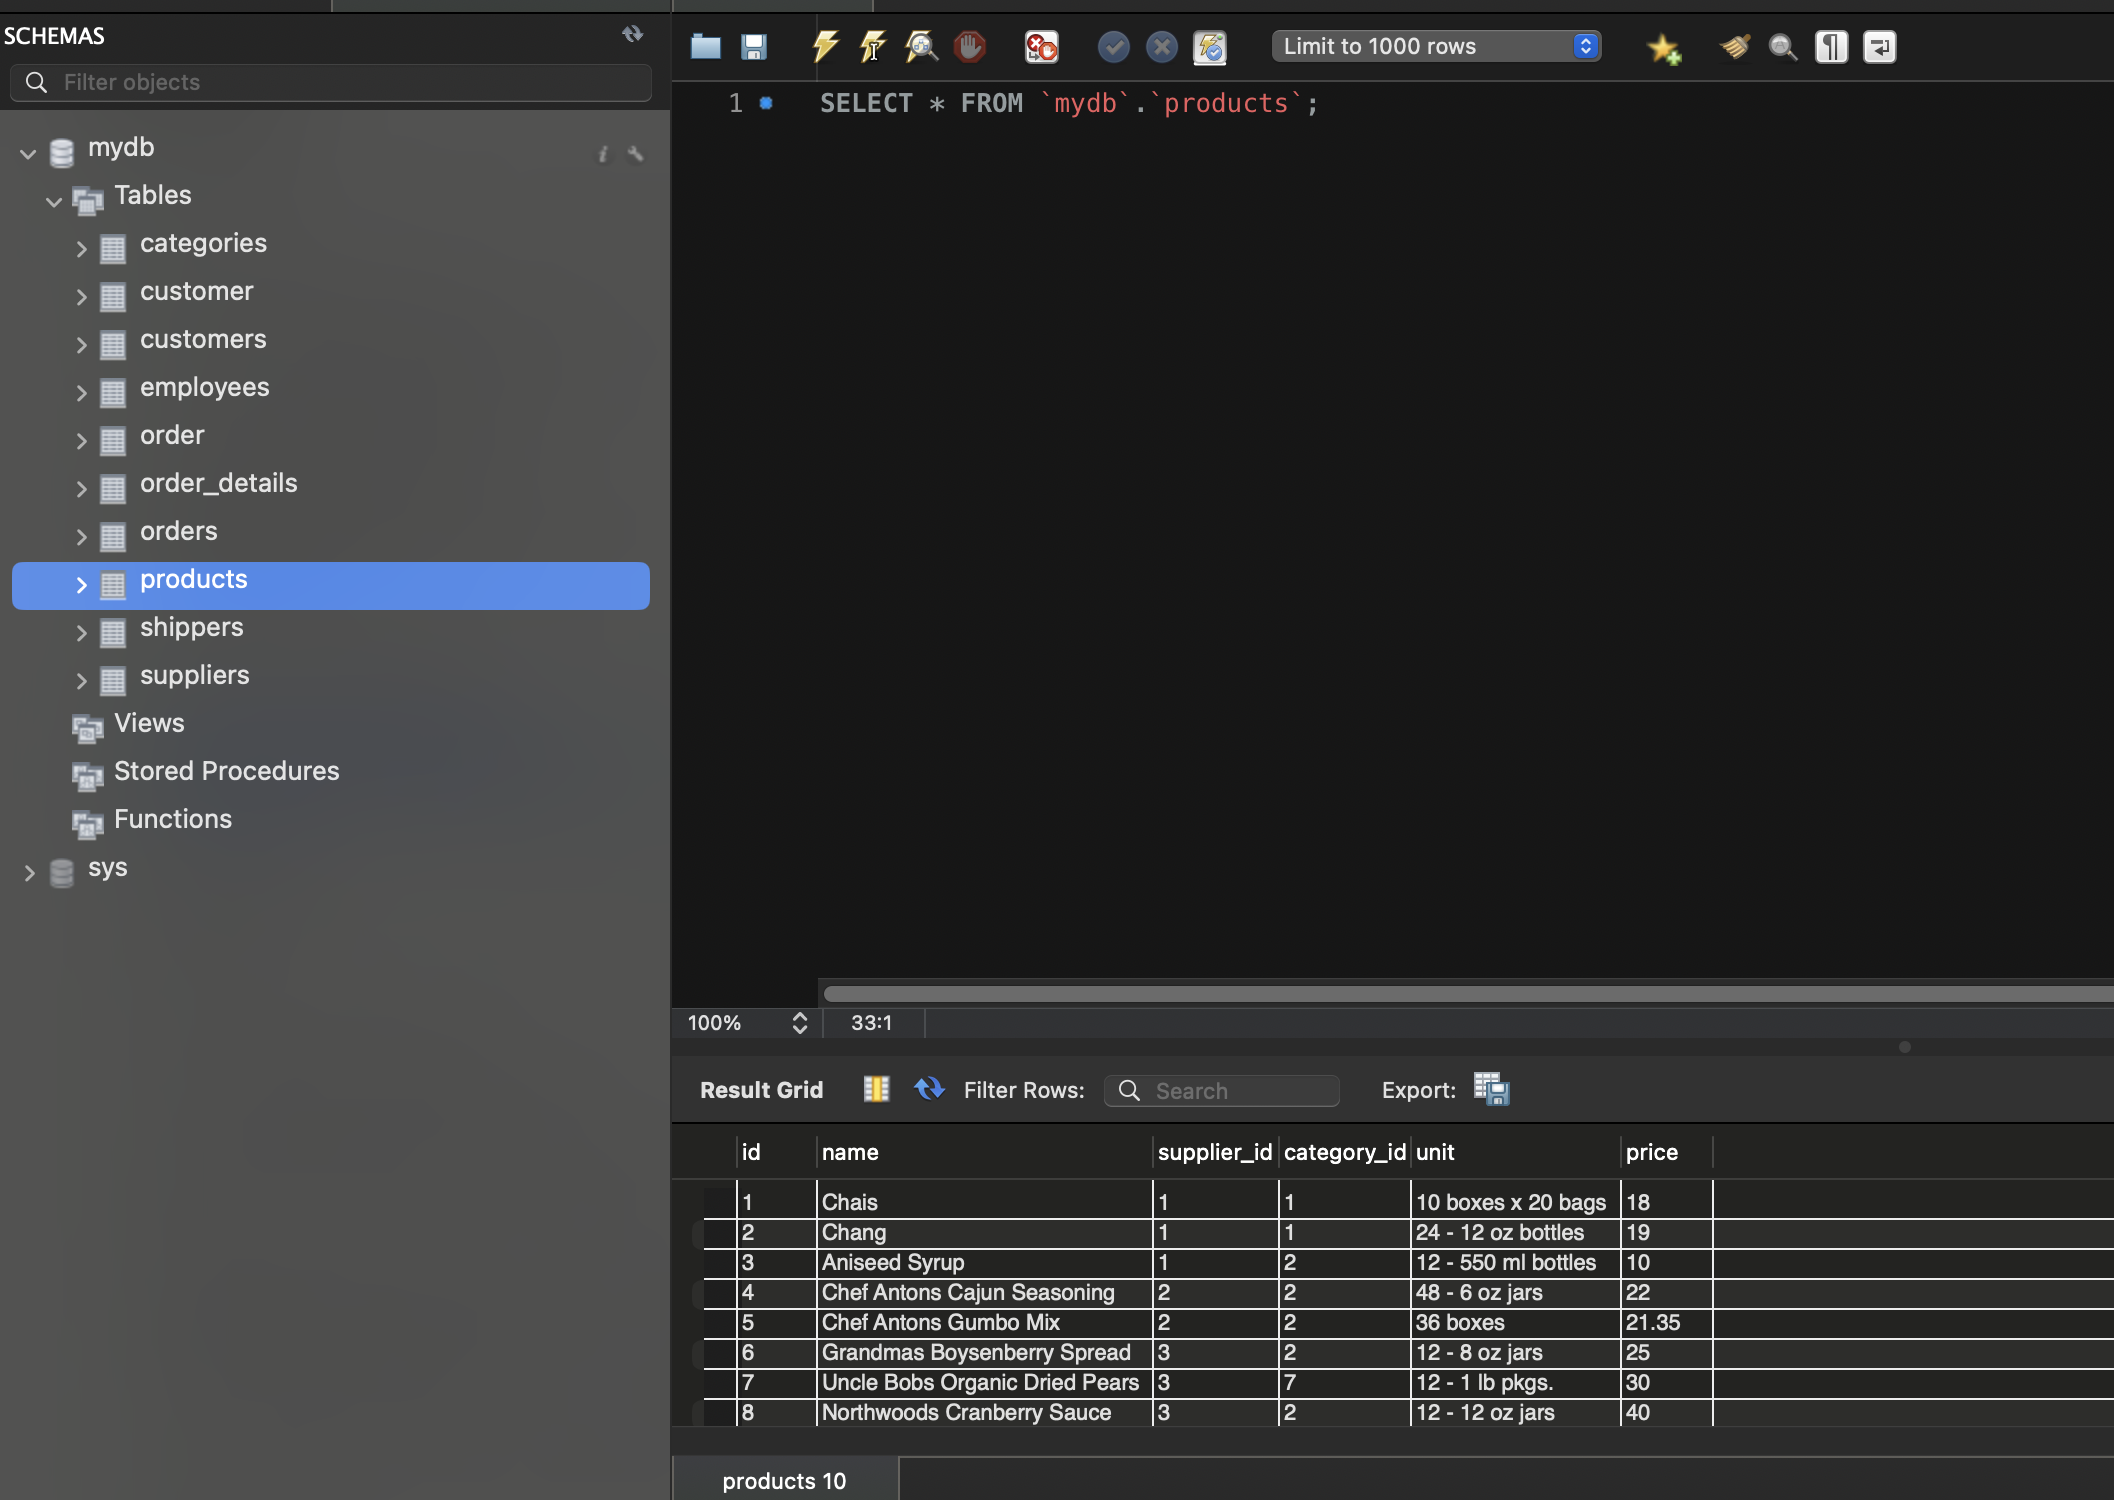 SCHEMAS
Filter objects
mydb
Tables
categories
customer
customers
employees
order
order_details
orders
products
shippers
suppliers
Views
Stored Procedures
Functions
sys
Limit to 1000 rows
1 SELECT * FROM `mydb`.`products`;
100% 33:1
Result Grid Filter Rows: Search Export:
id name supplier_id category_id unit price
1 Chais 1 1 10 boxes x 20 bags 18
2 Chang 1 1 24 - 12 oz bottles 19
3 Aniseed Syrup 1 2 12 - 550 ml bottles 10
4 Chef Antons Cajun Seasoning 2 2 48 - 6 oz jars 22
5 Chef Antons Gumbo Mix 2 2 36 boxes 21.35
6 Grandmas Boysenberry Spread 3 2 12 - 8 oz jars 25
7 Uncle Bobs Organic Dried Pears 3 7 12 - 1 lb pkgs. 30
8 Northwoods Cranberry Sauce 3 2 12 - 12 oz jars 40
products 10